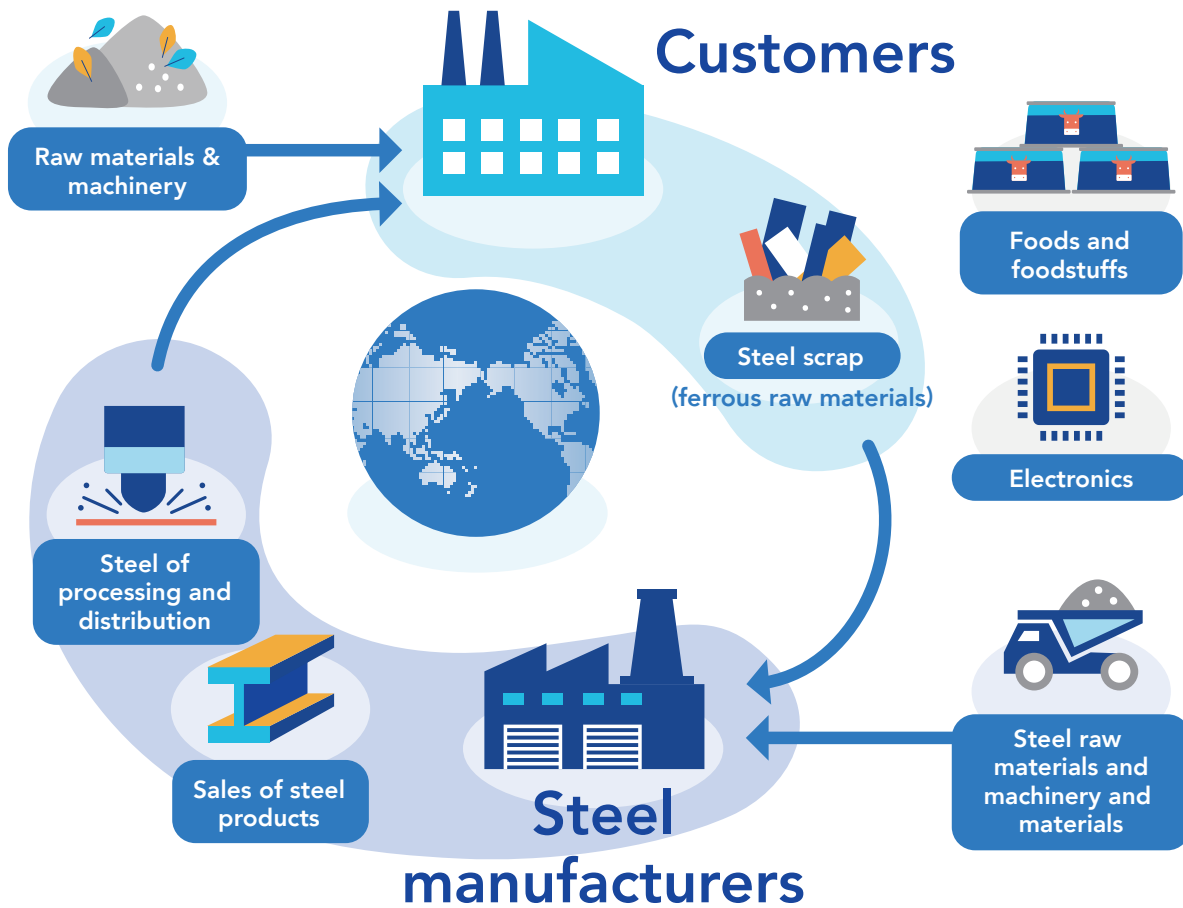 Customers
Raw materials &
machinery
Foods and
foodstuffs
Steel scrap
(ferrous raw materials)
Electronics
Steel of
processing and
distribution
Sales of steel
products
Steel
manufacturers
Steel raw
materials and
machinery and
materials